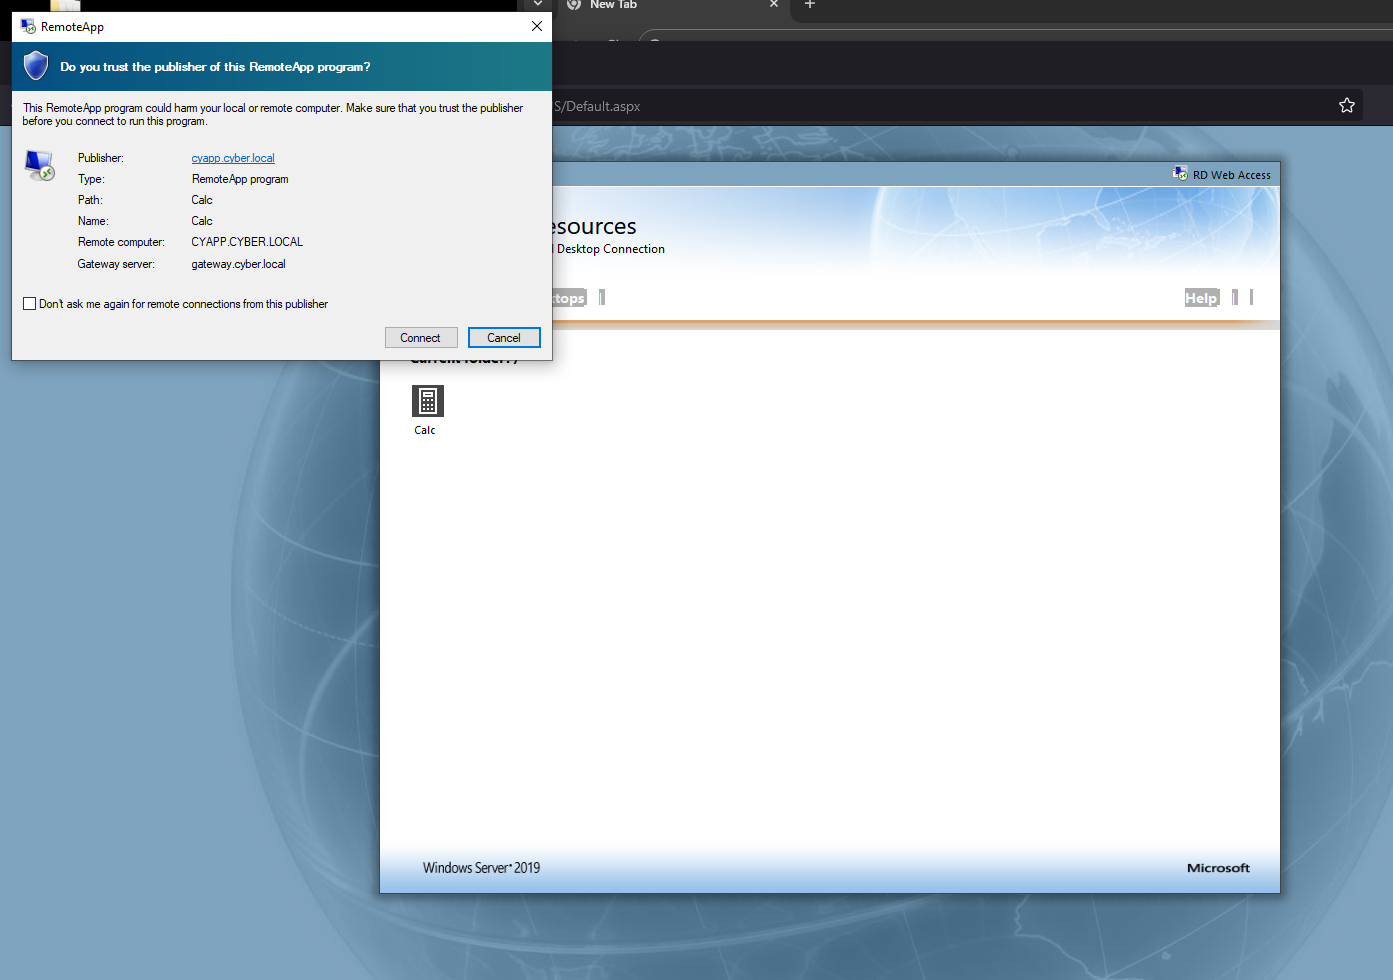 New Tab
RemoteApp
Do you trust the publisher of this RemoteApp program?
This RemoteApp program could harm your local or remote computer. Make sure that you trust the publisher
before you connect to run this program.
Publisher: cyapp.cyber.local
Type: RemoteApp program
Path: Calc
Name: Calc
Remote computer: CYAPP.CYBER.LOCAL
Gateway server: gateway.cyber.local
Don't ask me again for remote connections from this publisher
Connect Cancel
S/Default.aspx
RD Web Access
esources
Desktop Connection
tops
Help
Current folder: /
Calc
Windows Server 2019
Microsoft